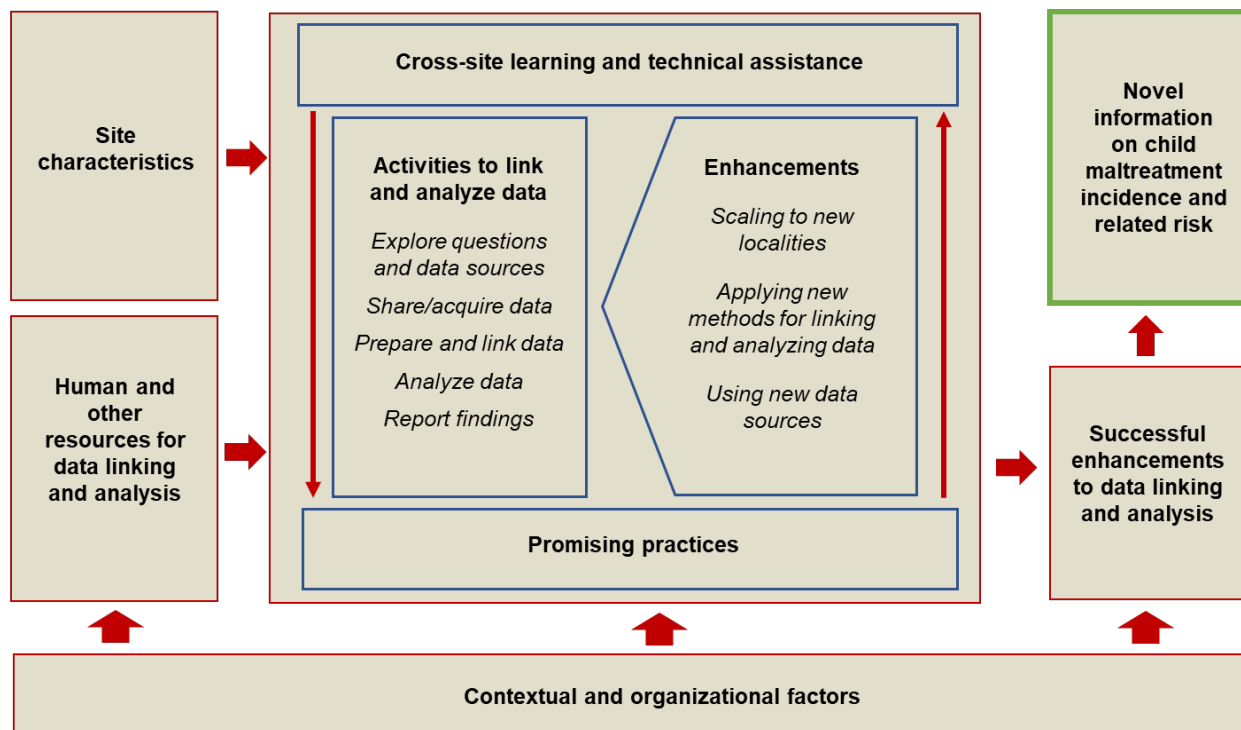 Site
characteristics
Human and
other
resources for
data linking
and analysis
Cross-site learning and technical assistance
Activities to link
and analyze data
Explore questions
and data sources
Share/acquire data
Prepare and link data
Analyze data
Report findings
Enhancements
Scaling to new
localities
Applying new
methods for linking
and analyzing data
Using new data
sources
Promising practices
Novel
information
on child
maltreatment
incidence and
related risk
Successful
enhancements
to data linking
and analysis
Contextual and organizational factors